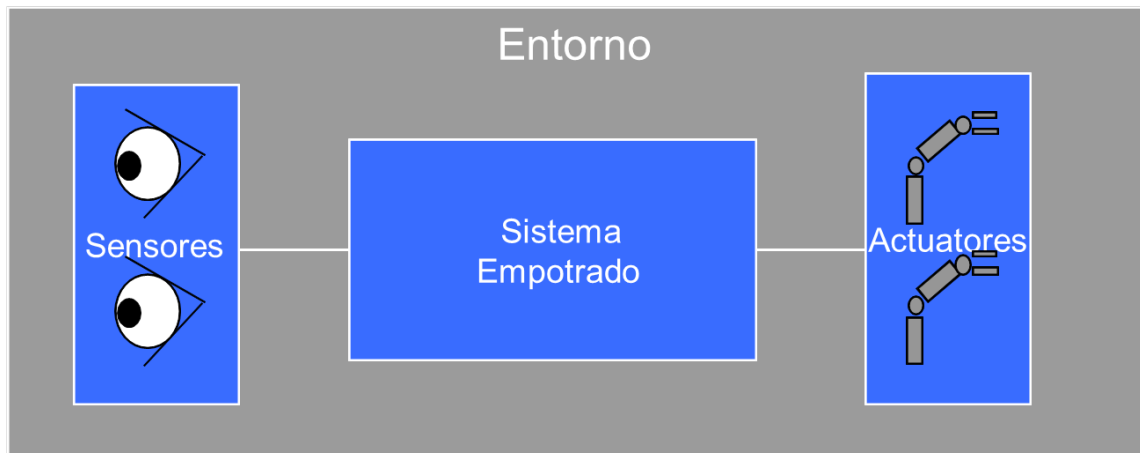 Entorno
Sensores
Sistema
Empotrado
Actuatores